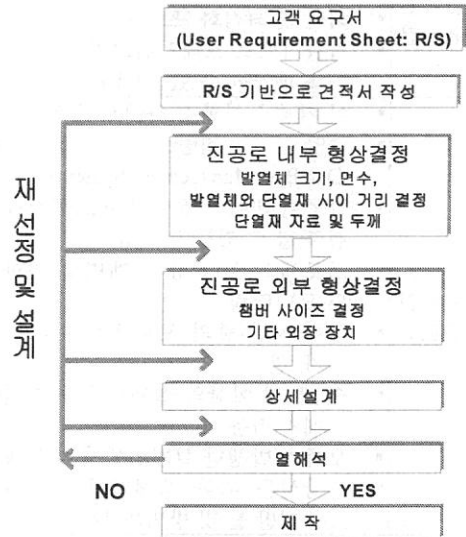 고객 요구서
(User Requirement Sheet: R/S)
R/S 기반으로 견적서 작성
진공로 내부 형상결정
발열체 크기, 면수,
발열체와 단열재 사이 거리 결정
단열재 자료 및 두께
진공로 외부 형상결정
챔버 사이즈 결정
기타 외장 장치
상세설계
열해석
NO
YES
제작
재 선정 및 설계